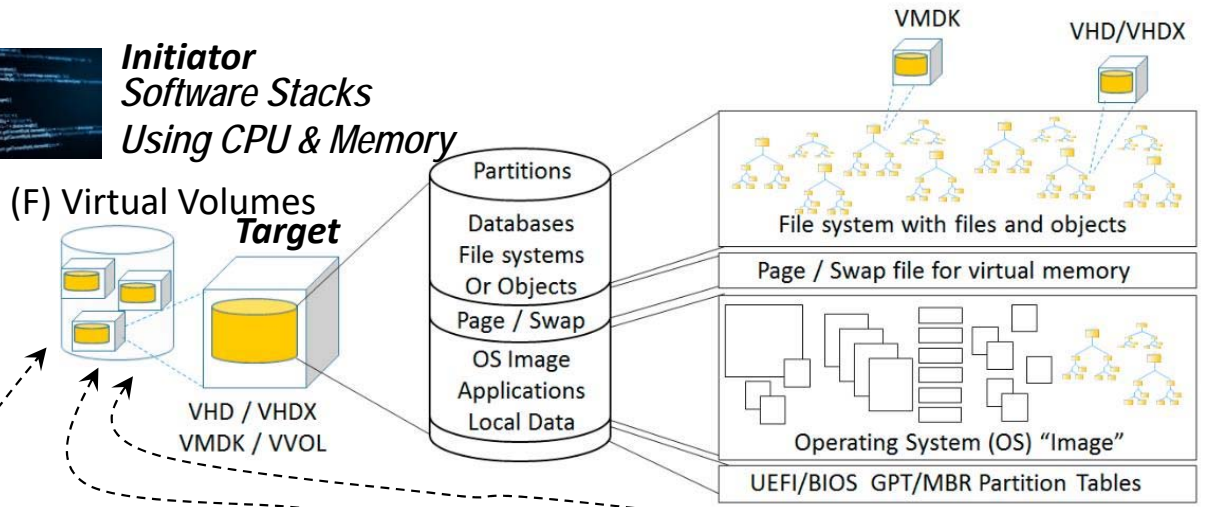 Initiator
Software Stacks
Using CPU & Memory
(F) Virtual Volumes
Target
VHD / VHDX
VMDK / VVOL
Partitions
Databases
File systems
Or Objects
Page / Swap
OS Image
Applications
Local Data
VMDK
VHD/VHDX
File system with files and objects
Page / Swap file for virtual memory
Operating System (OS) “Image”
UEFI/BIOS GPT/MBR Partition Tables